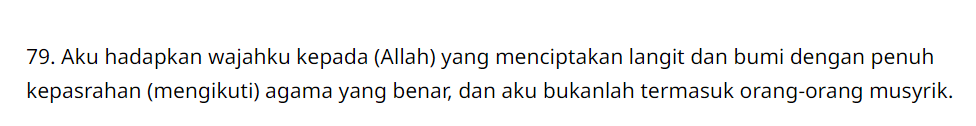 79. Aku hadapkan wajahku kepada (Allah) yang menciptakan langit dan bumi dengan penuh
kepasrahan (mengikuti) agama yang benar, dan aku bukanlah termasuk orang-orang musyrik.